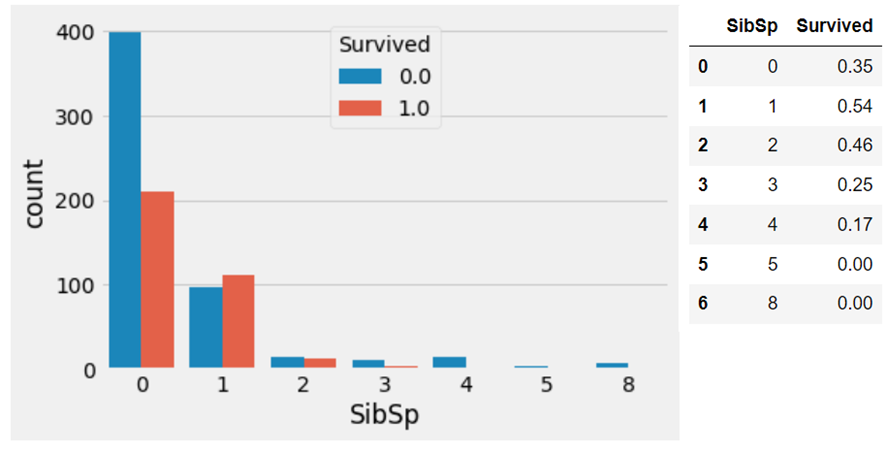 400
300
200
100
0
count
Survived
0.0
1.0
0 1 2 3 4 5 8
SibSp
SibSp Survived
0 0 0.35
1 1 0.54
2 2 0.46
3 3 0.25
4 4 0.17
5 5 0.00
6 8 0.00